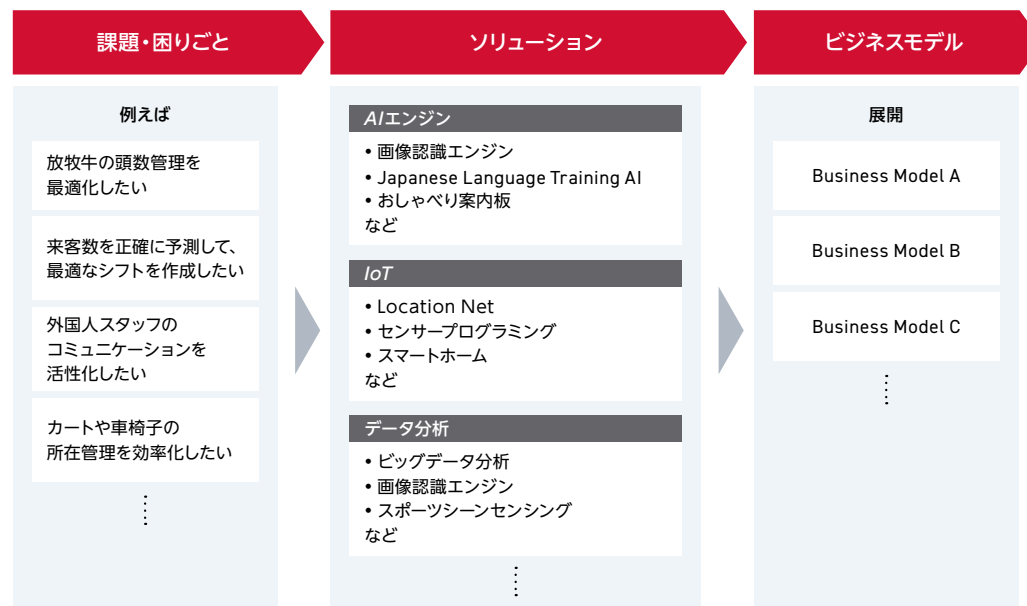 課題・困りごと
ソリューション
ビジネスモデル
例えば
放牧牛の頭数管理を
最適化したい
来客数を正確に予測して、
最適なシフトを作成したい
外国人スタッフの
コミュニケーションを
活性化したい
カートや車椅子の
所在管理を効率化したい
AIエンジン
• 画像認識エンジン
• Japanese Language Training AI
• おしゃべり案内板
など
IoT
• Location Net
• センサープログラミング
• スマートホーム
など
データ分析
• ビッグデータ分析
• 画像認識エンジン
• スポーツシーンセンシング
など
展開
Business Model A
Business Model B
Business Model C